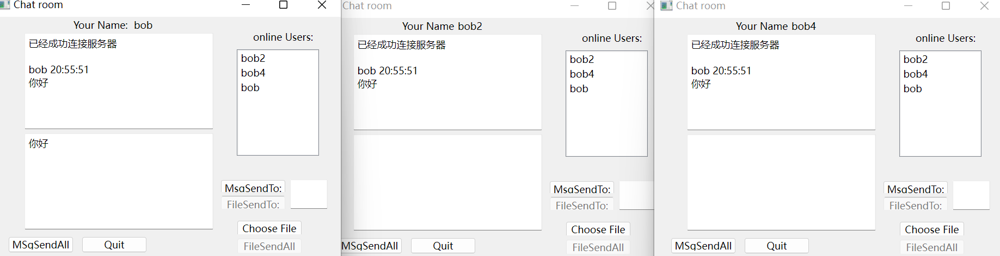 Chat room
Your Name: bob
online Users:
已经成功连接服务器
bob 20:55:51
你好
bob2
bob4
bob
你好
MsgSendTo:
FileSendTo:
Choose File
MSgSendAll
Quit
FileSendAll
Chat room
Your Name bob2
online Users:
已经成功连接服务器
bob 20:55:51
你好
bob2
bob4
bob
MsgSendTo:
FileSendTo:
Choose File
MSgSendAll
Quit
FileSendAll
Chat room
Your Name bob4
online Users:
已经成功连接服务器
bob 20:55:51
你好
bob2
bob4
bob
MsgSendTo:
FileSendTo:
Choose File
MSgSendAll
Quit
FileSendAll